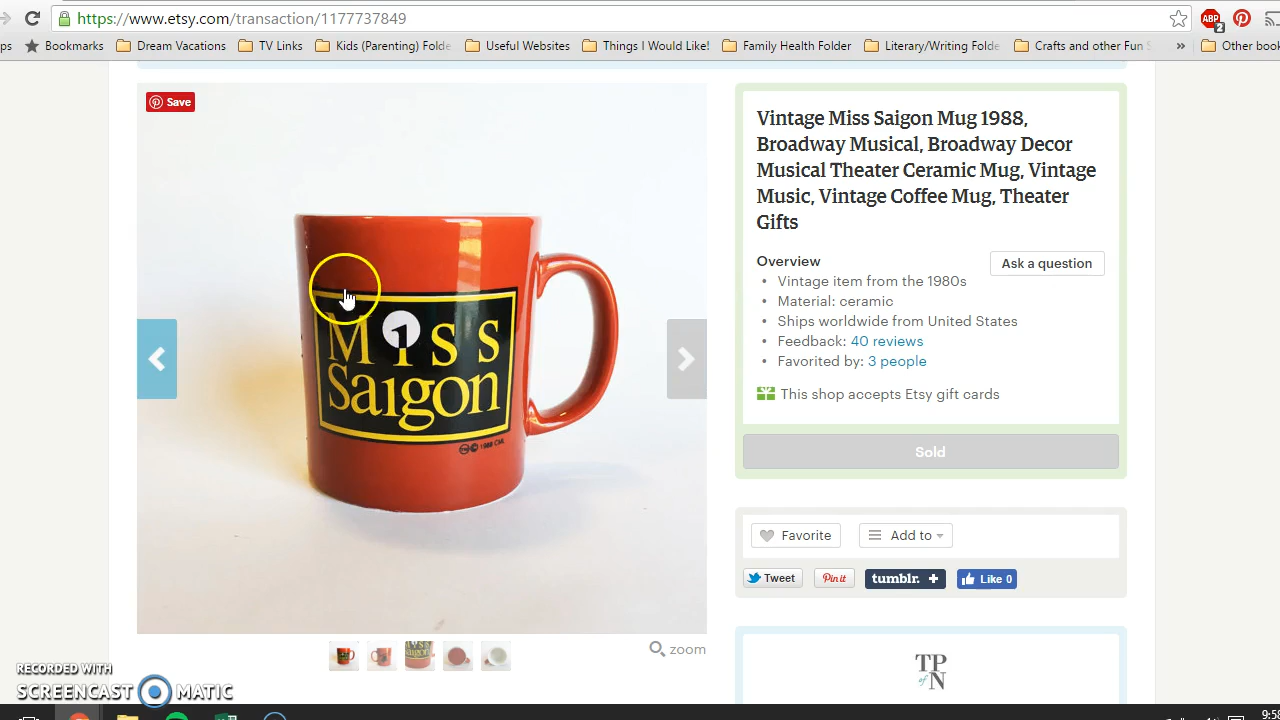 https://www.etsy.com/transaction/1177737849
ABP
2
ps Bookmarks Dream Vacations TV Links Kids (Parenting) Folde Useful Websites Things I Would Like! Family Health Folder Literary/Writing Folde Crafts and other Fun S » Other book
Save
Vintage Miss Saigon Mug 1988,
Broadway Musical, Broadway Decor
Musical Theater Ceramic Mug, Vintage
Music, Vintage Coffee Mug, Theater
Gifts
Overview
Ask a question
• Vintage item from the 1980s
• Material: ceramic
• Ships worldwide from United States
• Feedback: 40 reviews
• Favorited by: 3 people
This shop accepts Etsy gift cards
Sold
Miss
Saigon
1988
Favorite
Add to
Tweet
Pin it
tumblr. +
Like 0
zoom
TP
of N
RECORDED WITH
SCREENCAST MATIC